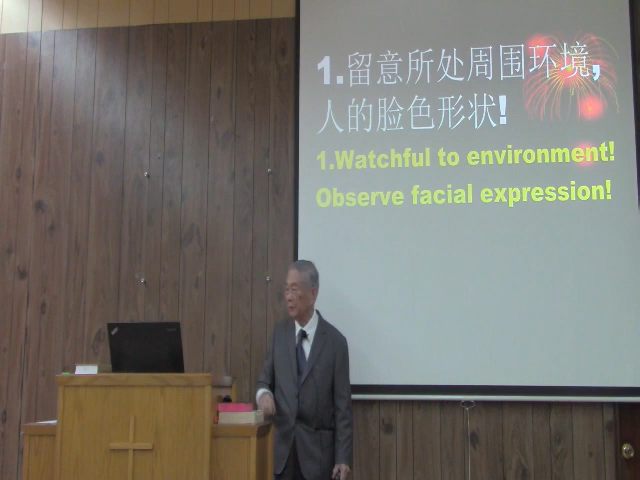 1.留意所处周围环境,
人的脸色形状!
1.Watchful to environment!
Observe facial expression!